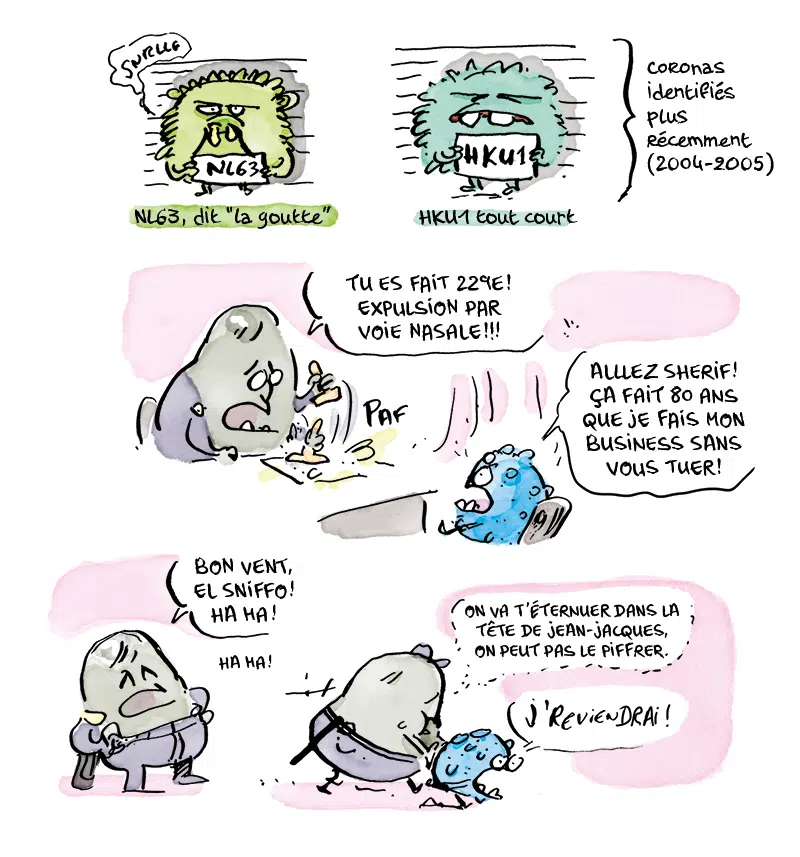 SNRLLG
NL63
HKU1
coronas
identifiés
plus
récemment
(2004-2005)
NL63, dit "la goutte"
HKU1 tout court
TU ES FAIT 229E!
EXPULSION PAR
VOIE NASALE!!!
ALLLEZ SHERIF!
ÇA FAIT 80 ANS
QUE JE FAIS MON
BUSINESS SANS
VOUS TUER!
PAF
BON VENT,
EL SNIFFO!
HA HA!
HA HA!
ON VA T'ÉTERNUER DANS LA
TÊTE DE JEAN-JACQUES,
ON PEUT PAS LE PIFFRER.
J'REVIENDRAI!